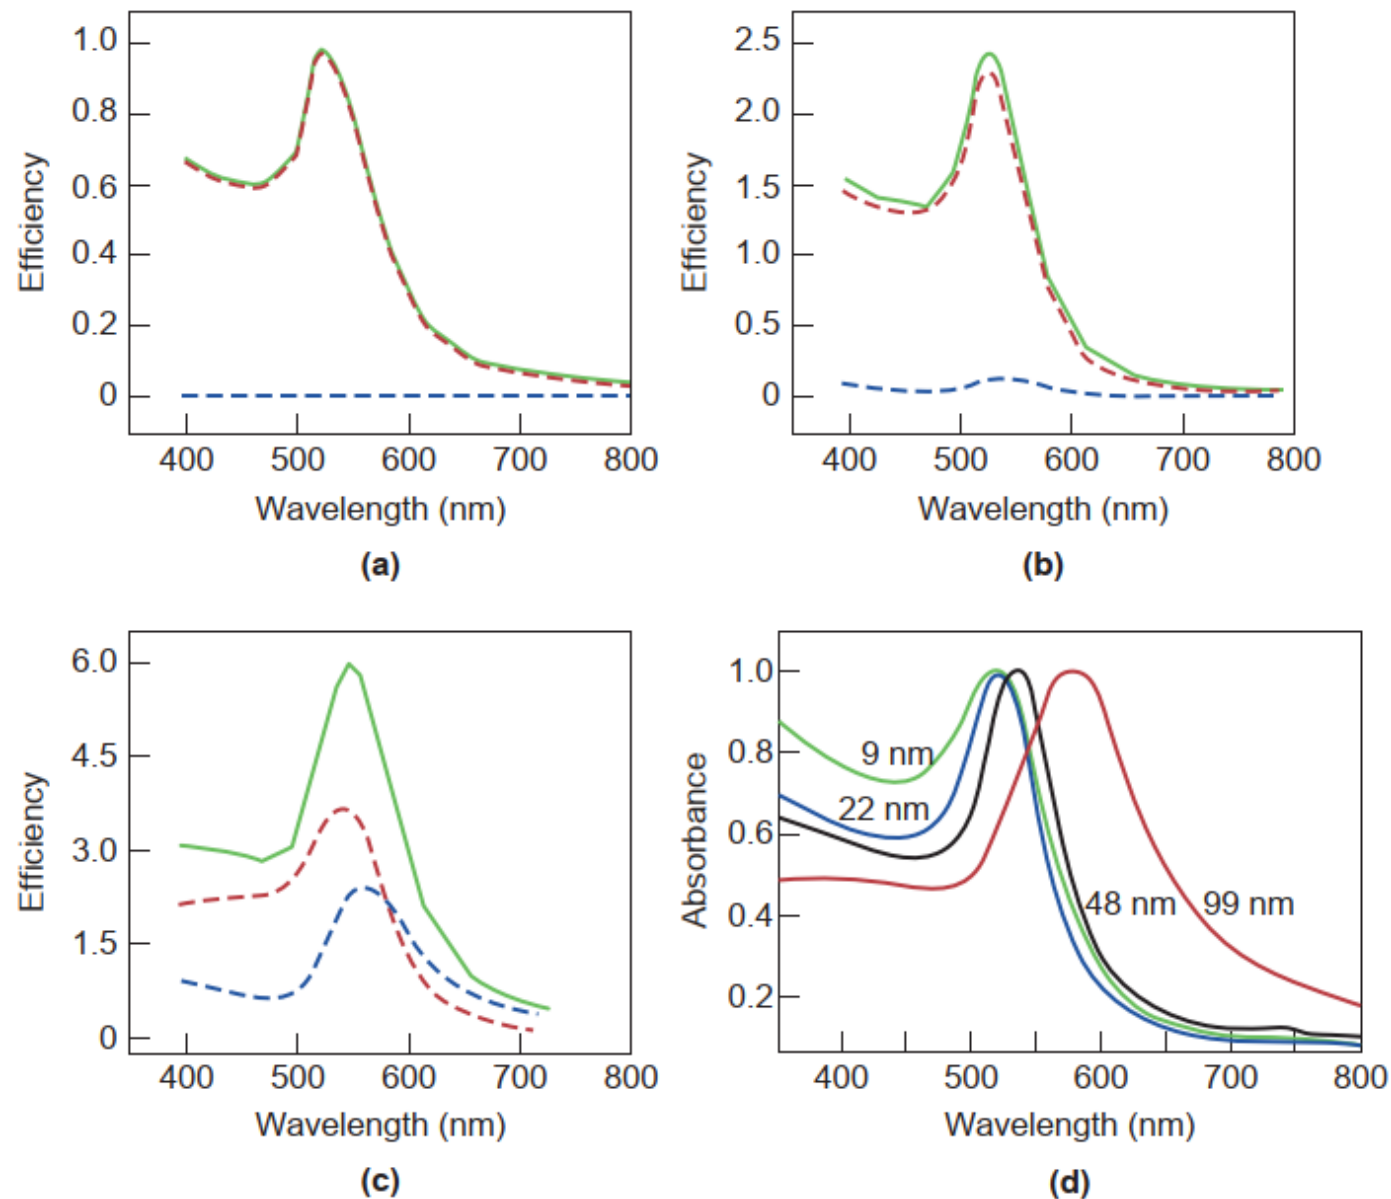 Efficiency
1.0
0.8
0.6
0.4
0.2
0
400 500 600 700 800
Wavelength (nm)
(a)
Efficiency
2.5
2.0
1.5
1.0
0.5
0
400 500 600 700 800
Wavelength (nm)
(b)
Efficiency
6.0
4.5
3.0
1.5
0
400 500 600 700 800
Wavelength (nm)
(c)
Absorbance
1.0
0.8
0.6
0.4
0.2
9 nm
22 nm
48 nm 99 nm
400 500 600 700 800
Wavelength (nm)
(d)